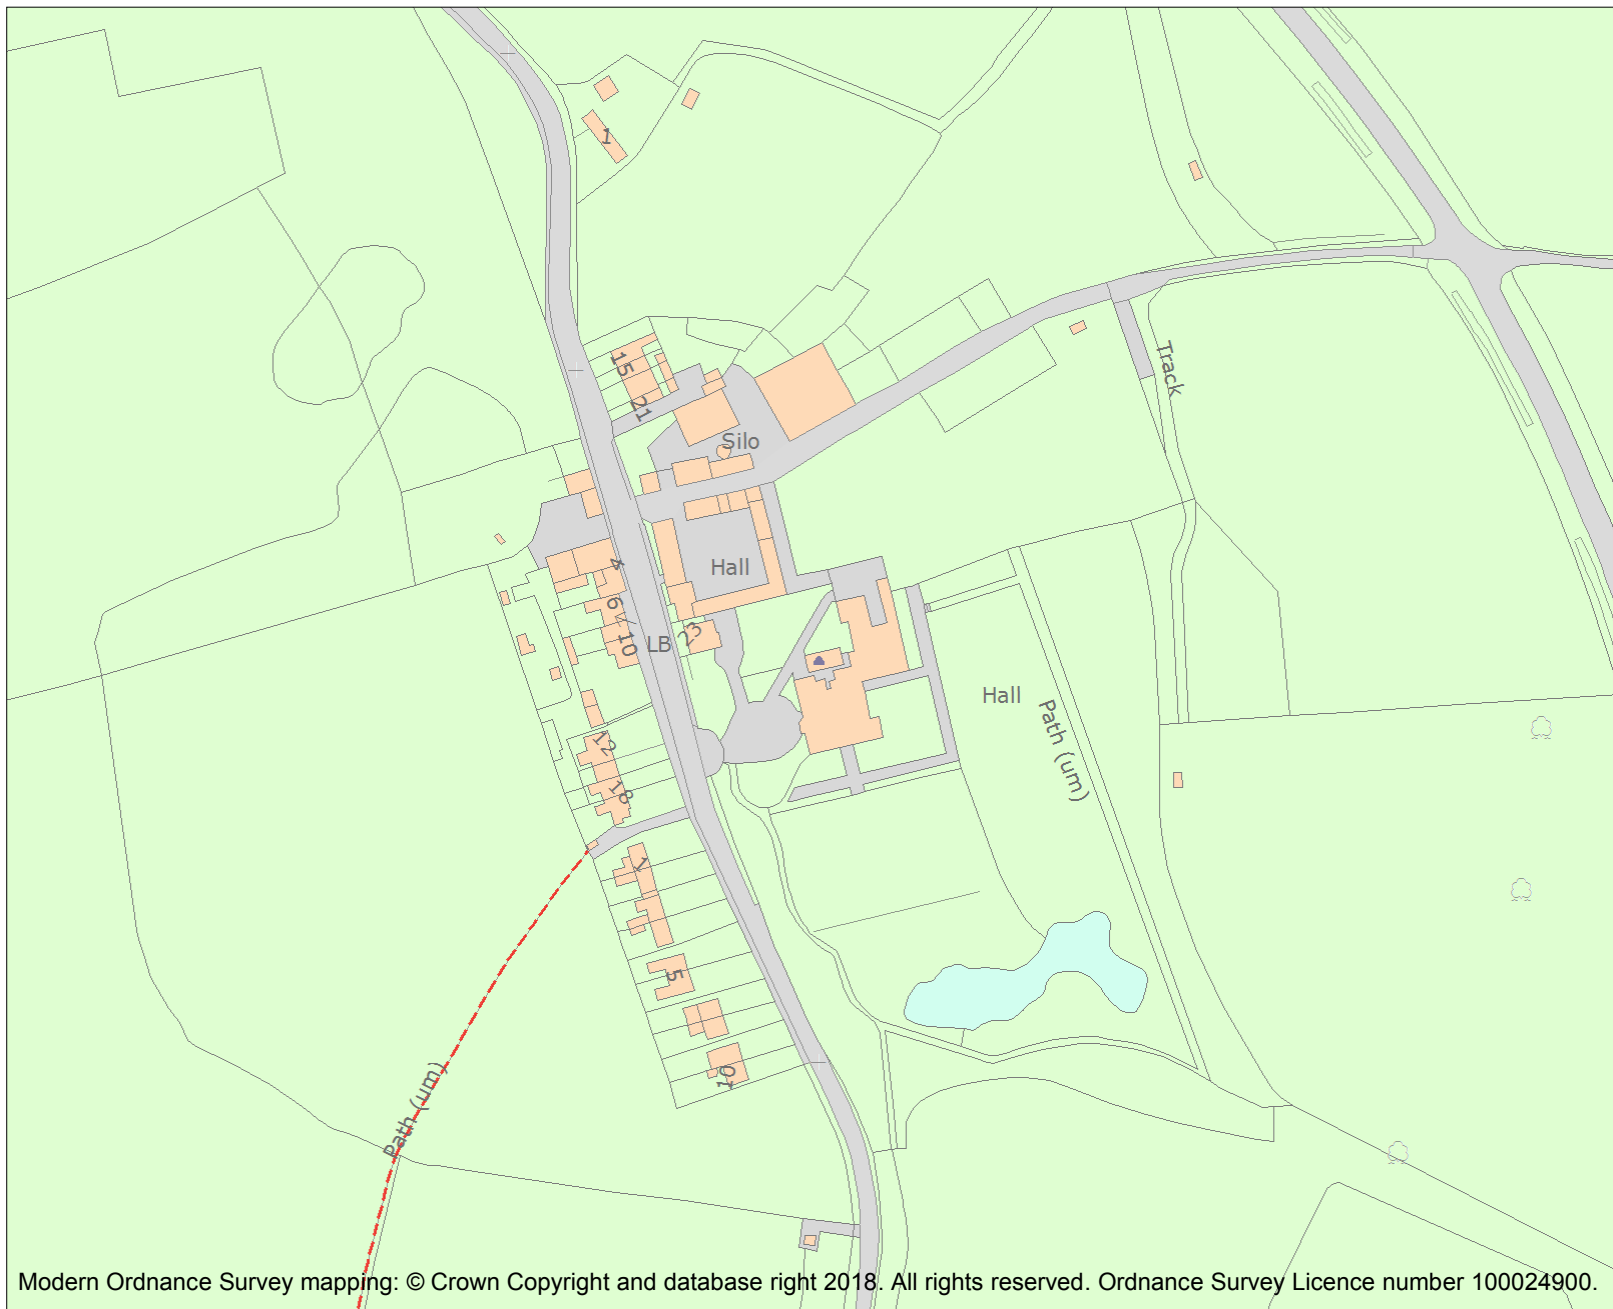 1
15
Track
21
Silo
4
Hall
6
10
LB
23
Hall
Path (um)
12
18
1
5
10
Path (um)
Modern Ordnance Survey mapping: © Crown Copyright and database right 2018. All rights reserved. Ordnance Survey Licence number 100024900.